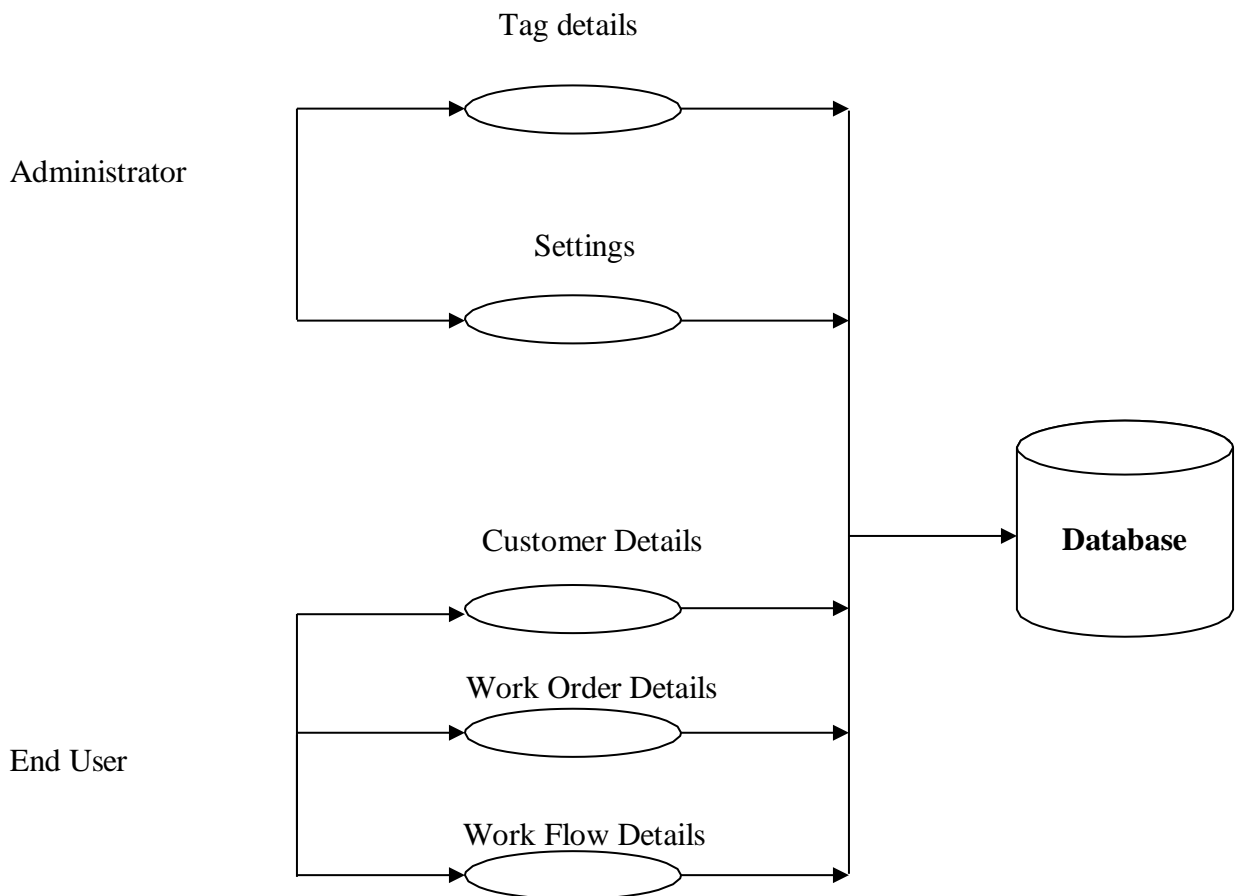 Tag details
Administrator
Settings
Customer Details
Database
Work Order Details
End User
Work Flow Details